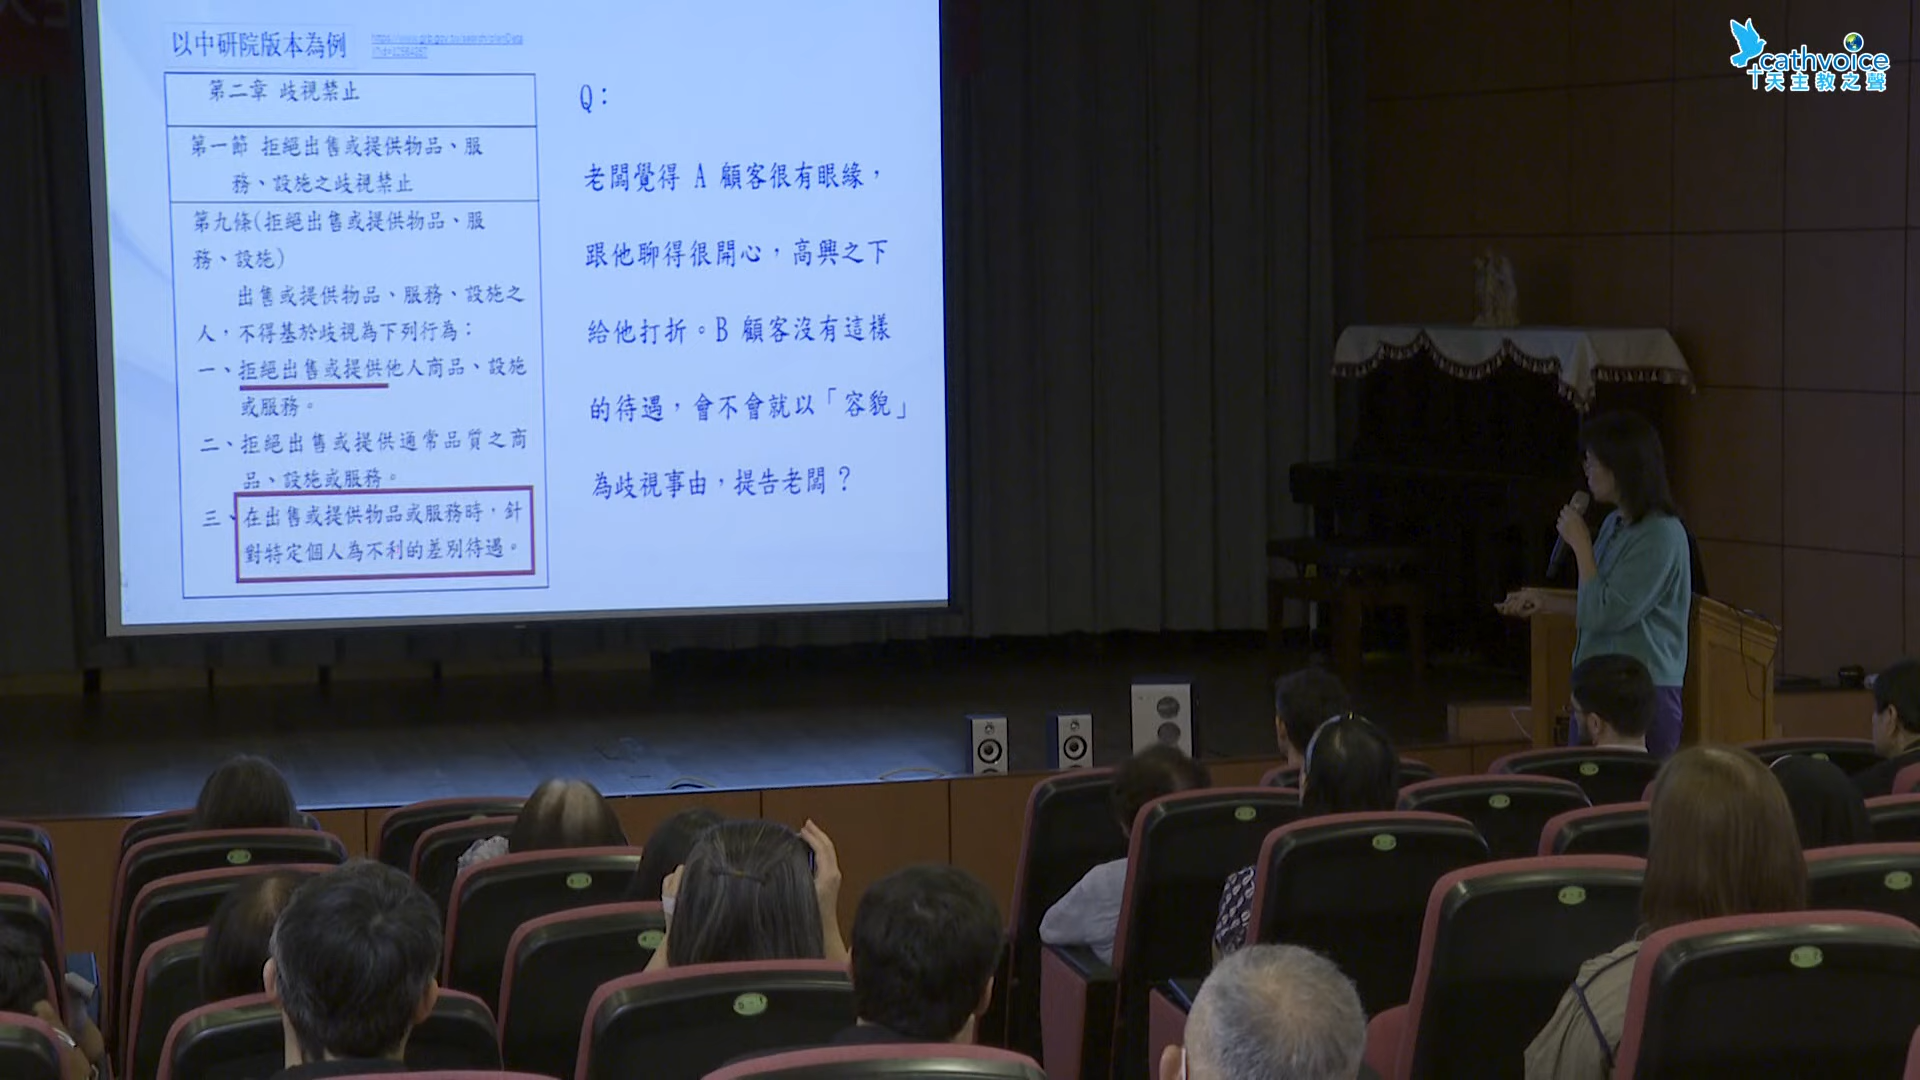 以中研院版本為例
第二章 歧視禁止
第一節 拒絕出售或提供物品、服
務、設施之歧視禁止
第九條(拒絕出售或提供物品、服
務、設施)
出售或提供物品、服務、設施之
人，不得基於歧視為下列行為：
一、拒絕出售或提供他人商品、設施
或服務。
二、拒絕出售或提供通常品質之商
品、設施或服務。
三、在出售或提供物品或服務時，針
對特定個人為不利的差別待遇。
Q：
老闆覺得 A 顧客很有眼緣，
跟他聊得很開心，高興之下
給他打折。B 顧客沒有這樣
的待遇，會不會就以「容貌」
為歧視事由，提告老闆？
cathvoice
天主教之聲